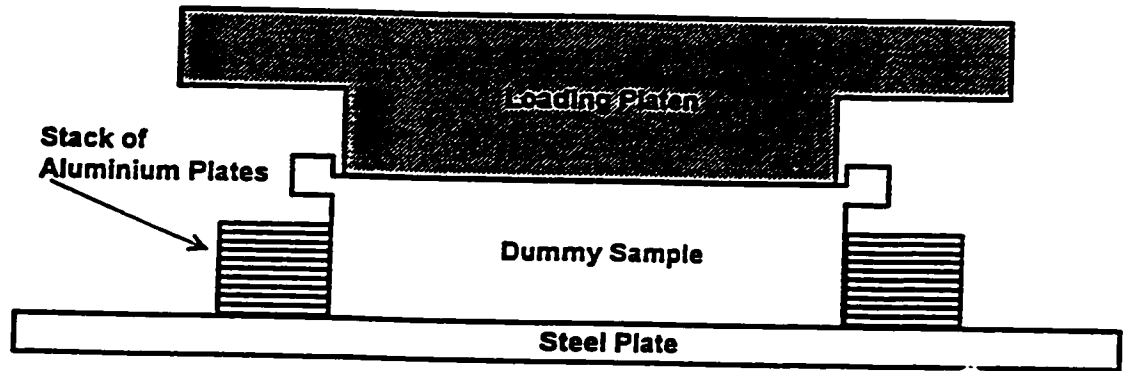 Loading Platen
Stack of
Aluminium Plates
Dummy Sample
Steel Plate